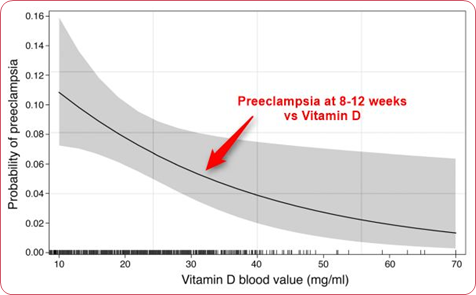 0.16
0.14
0.12
0.10
0.08
0.06
0.04
0.02
0.00
Probability of preeclampsia
Preeclampsia at 8-12 weeks
vs Vitamin D
10 20 30 40 50 60 70
Vitamin D blood value (mg/ml)